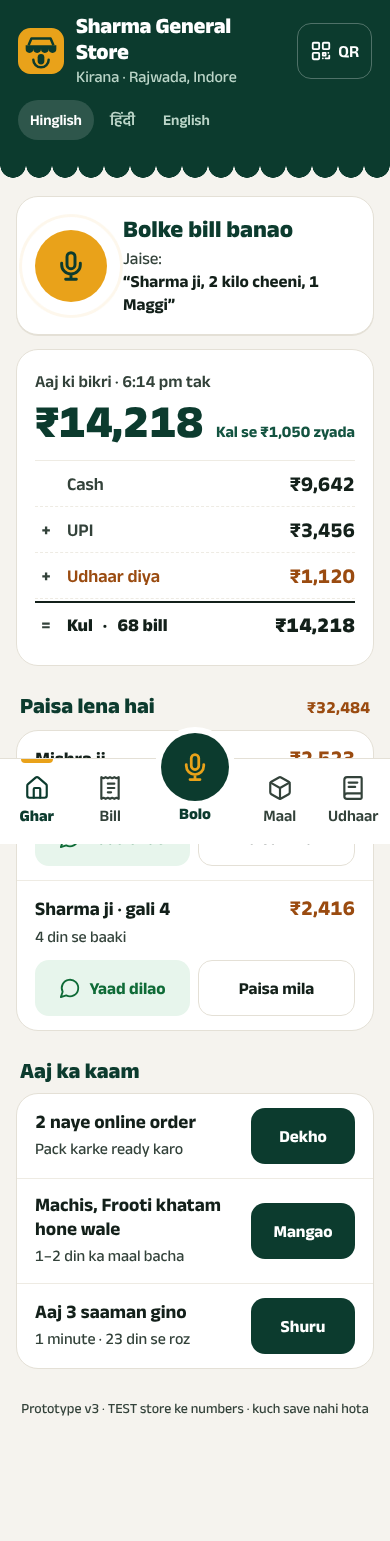 Sharma General
Store
Kirana · Rajwada, Indore
QR
Hinglish
हिंदी
English
Bolke bill banao
Jaise:
“Sharma ji, 2 kilo cheeni, 1
Maggi”
Aaj ki bikri · 6:14 pm tak
₹14,218 Kal se ₹1,050 zyada
Cash ₹9,642
+ UPI ₹3,456
+ Udhaar diya ₹1,120
= Kul · 68 bill ₹14,218
Paisa lena hai ₹32,484
Mishra ji ₹2,523
Ghar
Bill
Bolo
Maal
Udhaar
Sharma ji · gali 4 ₹2,416
4 din se baaki
Yaad dilao
Paisa mila
Aaj ka kaam
2 naye online order
Pack karke ready karo
Dekho
Machis, Frooti khatam
hone wale
1–2 din ka maal bacha
Mangao
Aaj 3 saaman gino
1 minute · 23 din se roz
Shuru
Prototype v3 · TEST store ke numbers · kuch save nahi hota